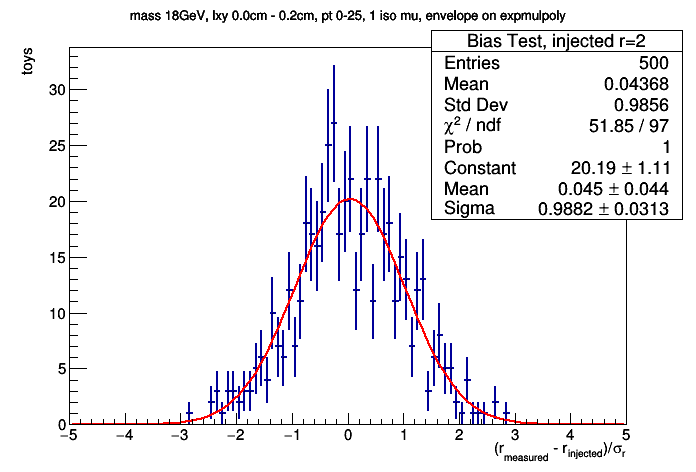 mass 18GeV, lxy 0.0cm - 0.2cm, pt 0-25, 1 iso mu, envelope on expmulpoly
toys
Bias Test, injected r=2
Entries 500
Mean 0.04368
Std Dev 0.9856
χ² / ndf 51.85 / 97
Prob 1
Constant 20.19 ± 1.11
Mean 0.045 ± 0.044
Sigma 0.9882 ± 0.0313
30
25
20
15
10
5
0
−5 −4 −3 −2 −1 0 1 2 3 4 5
(r_measured - r_injected)/σ_r